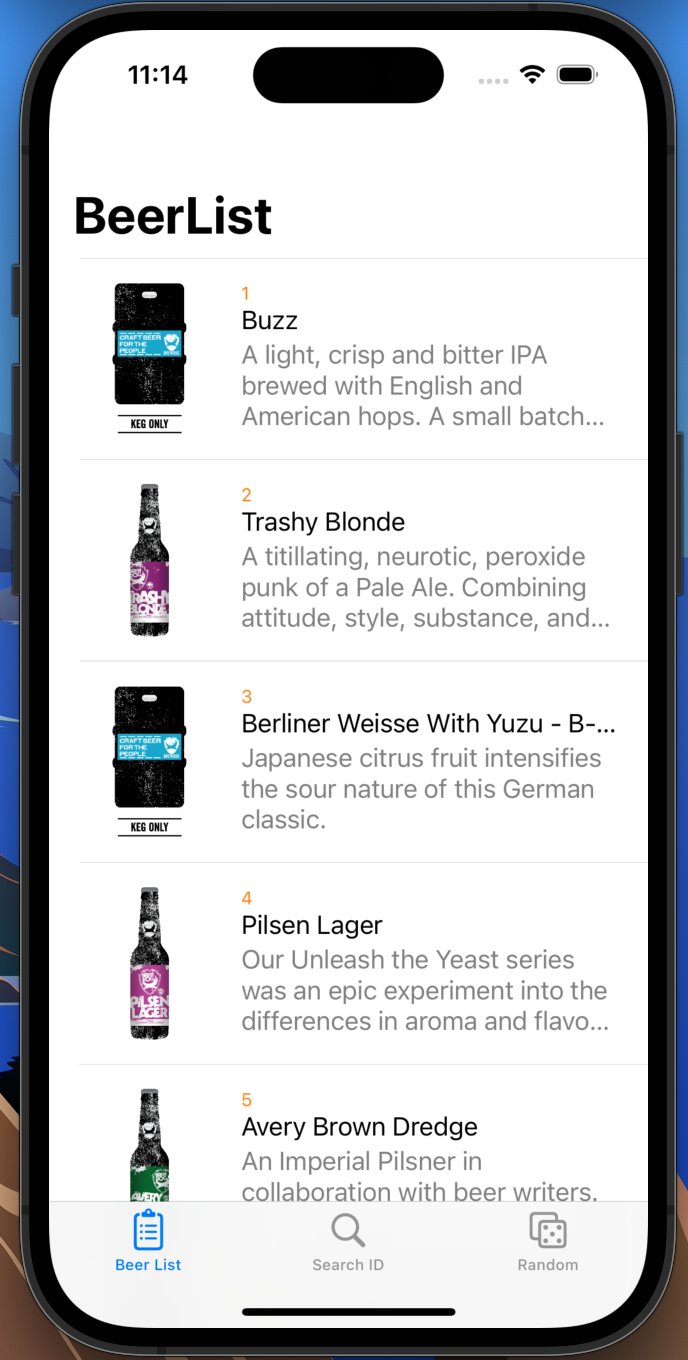 11:14
BeerList
CRAFT BEER
FOR THE
PEOPLE
KEG ONLY
1
Buzz
A light, crisp and bitter IPA
brewed with English and
American hops. A small batch...
TRASHY
BLONDE
2
Trashy Blonde
A titillating, neurotic, peroxide
punk of a Pale Ale. Combining
attitude, style, substance, and...
CRAFT BEER
FOR THE
PEOPLE
KEG ONLY
3
Berliner Weisse With Yuzu - B-...
Japanese citrus fruit intensifies
the sour nature of this German
classic.
PILSEN
LAGER
4
Pilsen Lager
Our Unleash the Yeast series
was an epic experiment into the
differences in aroma and flavo...
AVERY
5
Avery Brown Dredge
An Imperial Pilsner in
collaboration with beer writers.
Beer List
Search ID
Random